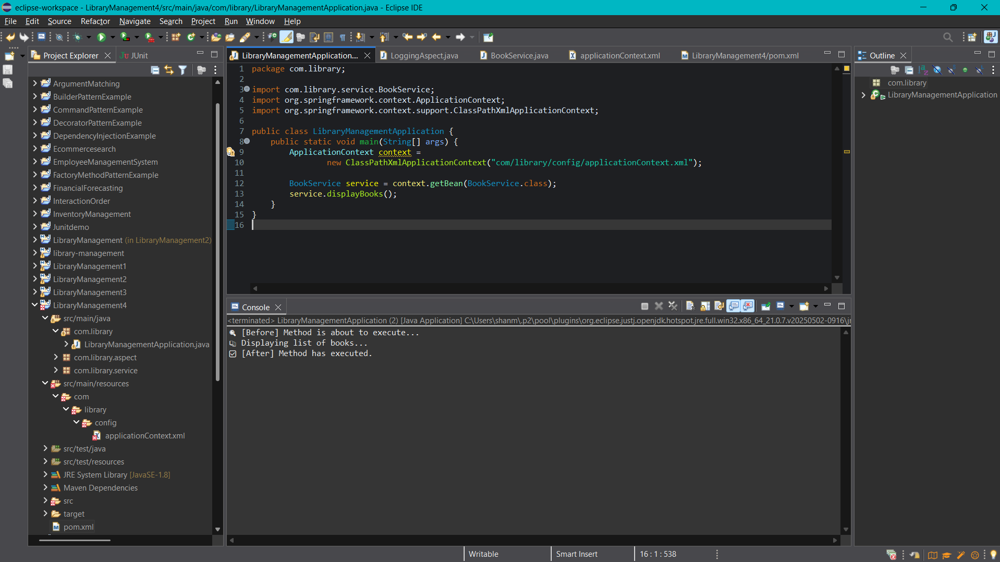 eclipse-workspace - LibraryManagement4/src/main/java/com/library/LibraryManagementApplication.java - Eclipse IDE
File Edit Source Refactor Navigate Search Project Run Window Help
Project Explorer
JUnit
ArgumentMatching
BuilderPatternExample
CommandPatternExample
DecoratorPatternExample
DependencyInjectionExample
Ecommercesearch
EmployeeManagementSystem
FactoryMethodPatternExample
FinancialForecasting
InteractionOrder
InventoryManagement
Junitdemo
LibraryManagement (in LibraryManagement2)
library-management
LibraryManagement1
LibraryManagement2
LibraryManagement3
LibraryManagement4
src/main/java
com.library
LibraryManagementApplication.java
com.library.aspect
com.library.service
src/main/resources
com
library
config
applicationContext.xml
src/test/java
src/test/resources
JRE System Library [JavaSE-1.8]
Maven Dependencies
src
target
pom.xml
LibraryManagementApplication.... LoggingAspect.java BookService.java applicationContext.xml LibraryManagement4/pom.xml
1 package com.library;
2
3 import com.library.service.BookService;
4 import org.springframework.context.ApplicationContext;
5 import org.springframework.context.support.ClassPathXmlApplicationContext;
6
7 public class LibraryManagementApplication {
8 public static void main(String[] args) {
9 ApplicationContext context =
10 new ClassPathXmlApplicationContext("com/library/config/applicationContext.xml");
11
12 BookService service = context.getBean(BookService.class);
13 service.displayBooks();
14 }
15 }
16
Console
<terminated> LibraryManagementApplication (2) [Java Application] C:\Users\shanm\.p2\pool\plugins\org.eclipse.justj.openjdk.hotspot.jre.full.win32.x86_64_21.0.7.v20250502-0916\jr
[Before] Method is about to execute...
Displaying list of books...
[After] Method has executed.
Outline
com.library
LibraryManagementApplication
Writable Smart Insert 16 : 1 : 538